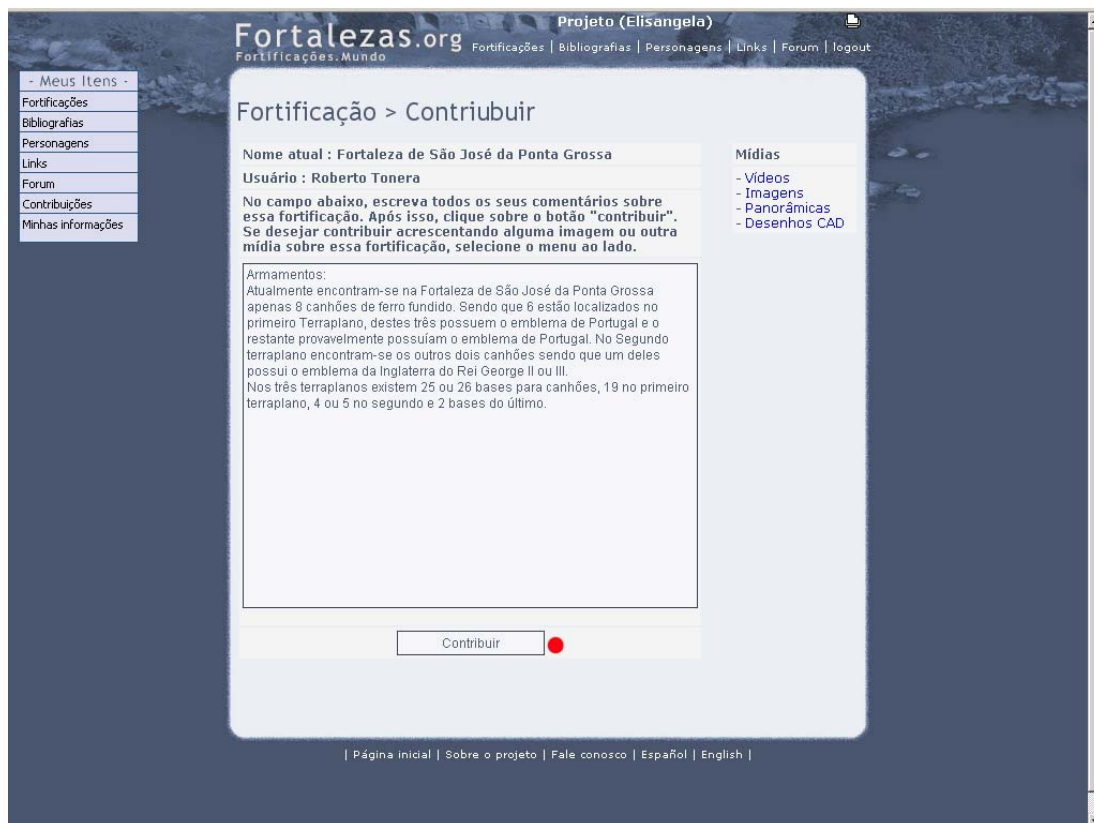 Projeto (Elisangela)
Fortalezas.org
Fortificações.Mundo
Fortificações | Bibliografias | Personagens | Links | Forum | logout
- Meus Itens -
Fortificações
Bibliografias
Personagens
Links
Forum
Contribuições
Minhas informações
Fortificação > Contriubuir
Nome atual : Fortaleza de São José da Ponta Grossa
Usuário : Roberto Tonera
No campo abaixo, escreva todos os seus comentários sobre
essa fortificação. Após isso, clique sobre o botão "contribuir".
Se desejar contribuir acrescentando alguma imagem ou outra
mídia sobre essa fortificação, selecione o menu ao lado.
Mídias
- Vídeos
- Imagens
- Panorâmicas
- Desenhos CAD
Armamentos:
Atualmente encontram-se na Fortaleza de São José da Ponta Grossa
apenas 8 canhões de ferro fundido. Sendo que 6 estão localizados no
primeiro Terraplano, destes três possuem o emblema de Portugal e o
restante provavelmente possuíam o emblema de Portugal. No Segundo
terraplano encontram-se os outros dois canhões sendo que um deles
possui o emblema da Inglaterra do Rei George II ou III.
Nos três terraplanos existem 25 ou 26 bases para canhões, 19 no primeiro
terraplano, 4 ou 5 no segundo e 2 bases do último.
Contribuir
| Página inicial | Sobre o projeto | Fale conosco | Español | English |